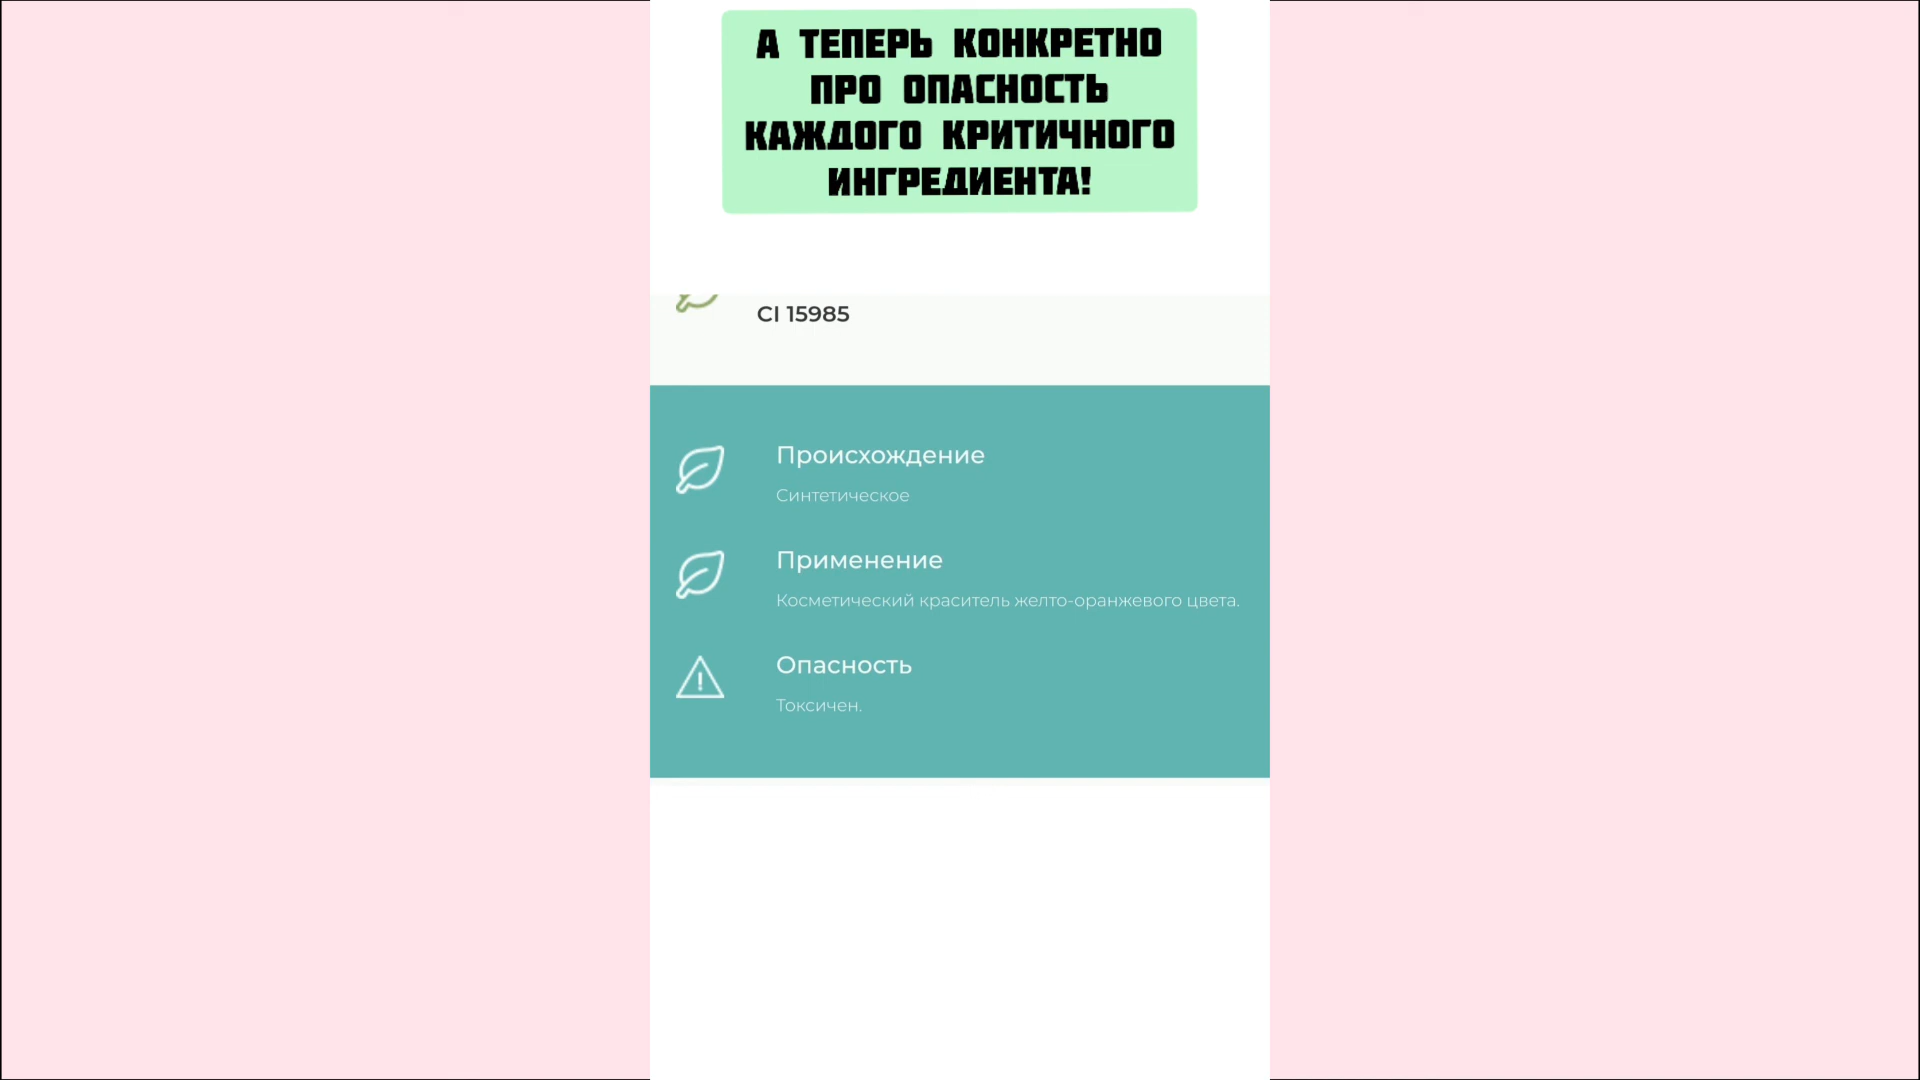 А ТЕПЕРЬ КОНКРЕТНО
ПРО ОПАСНОСТЬ
КАЖДОГО КРИТИЧНОГО
ИНГРЕДИЕНТА!
CI 15985
Происхождение
Синтетическое
Применение
Косметический краситель желто-оранжевого цвета.
Опасность
Токсичен.